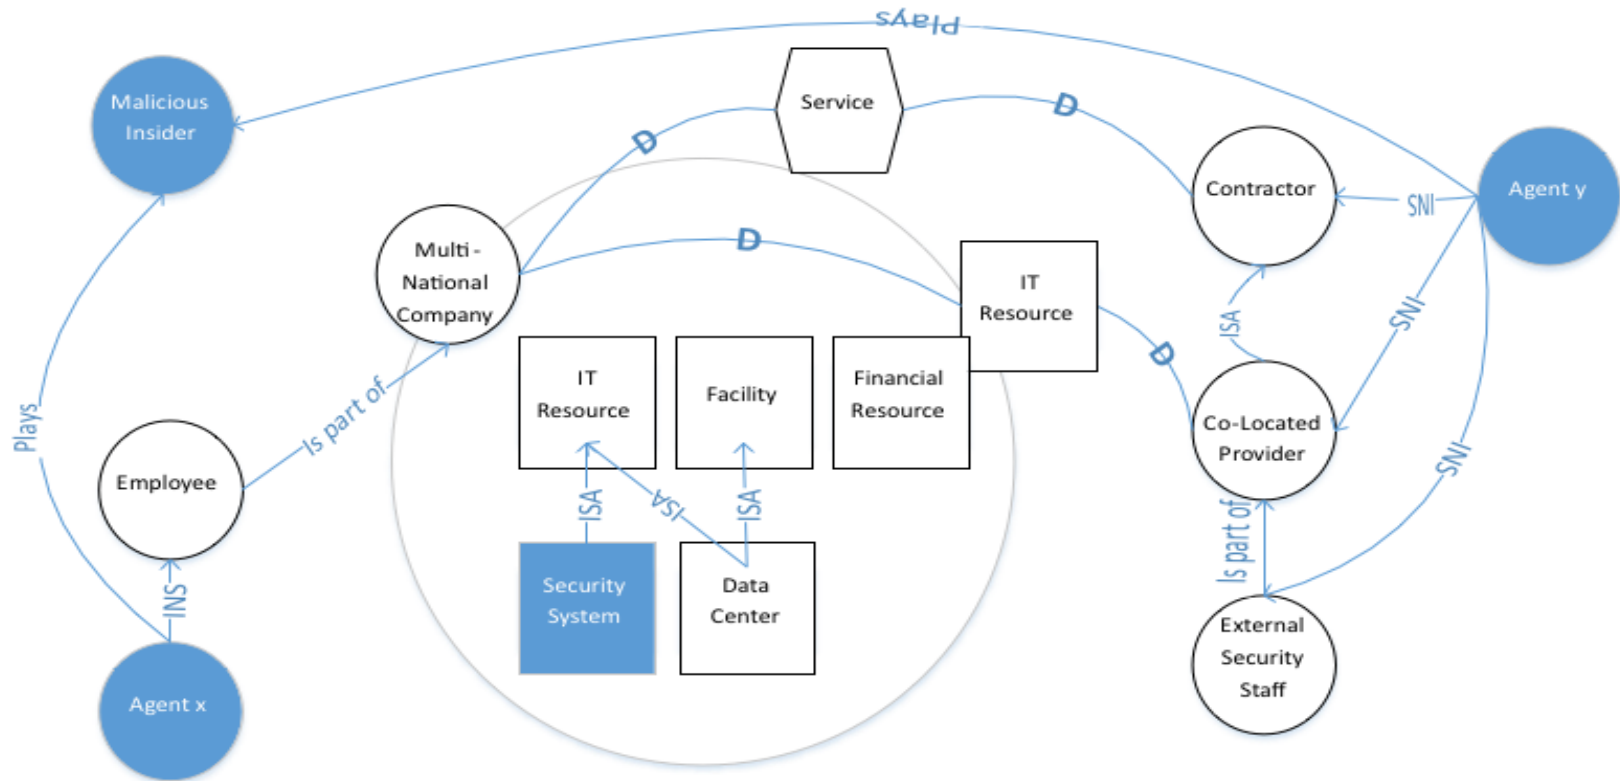 Plays
Malicious
Insider
Service
D
D
Contractor
SNI
Agent y
Multi-
National
Company
D
IT
Resource
ISA
INS
D
IT
Resource
Facility
Financial
Resource
Co-Located
Provider
Plays
Is part of
Employee
ISA
ISA
ISA
INS
Is part of
INS
Security
System
Data
Center
External
Security
Staff
Agent x